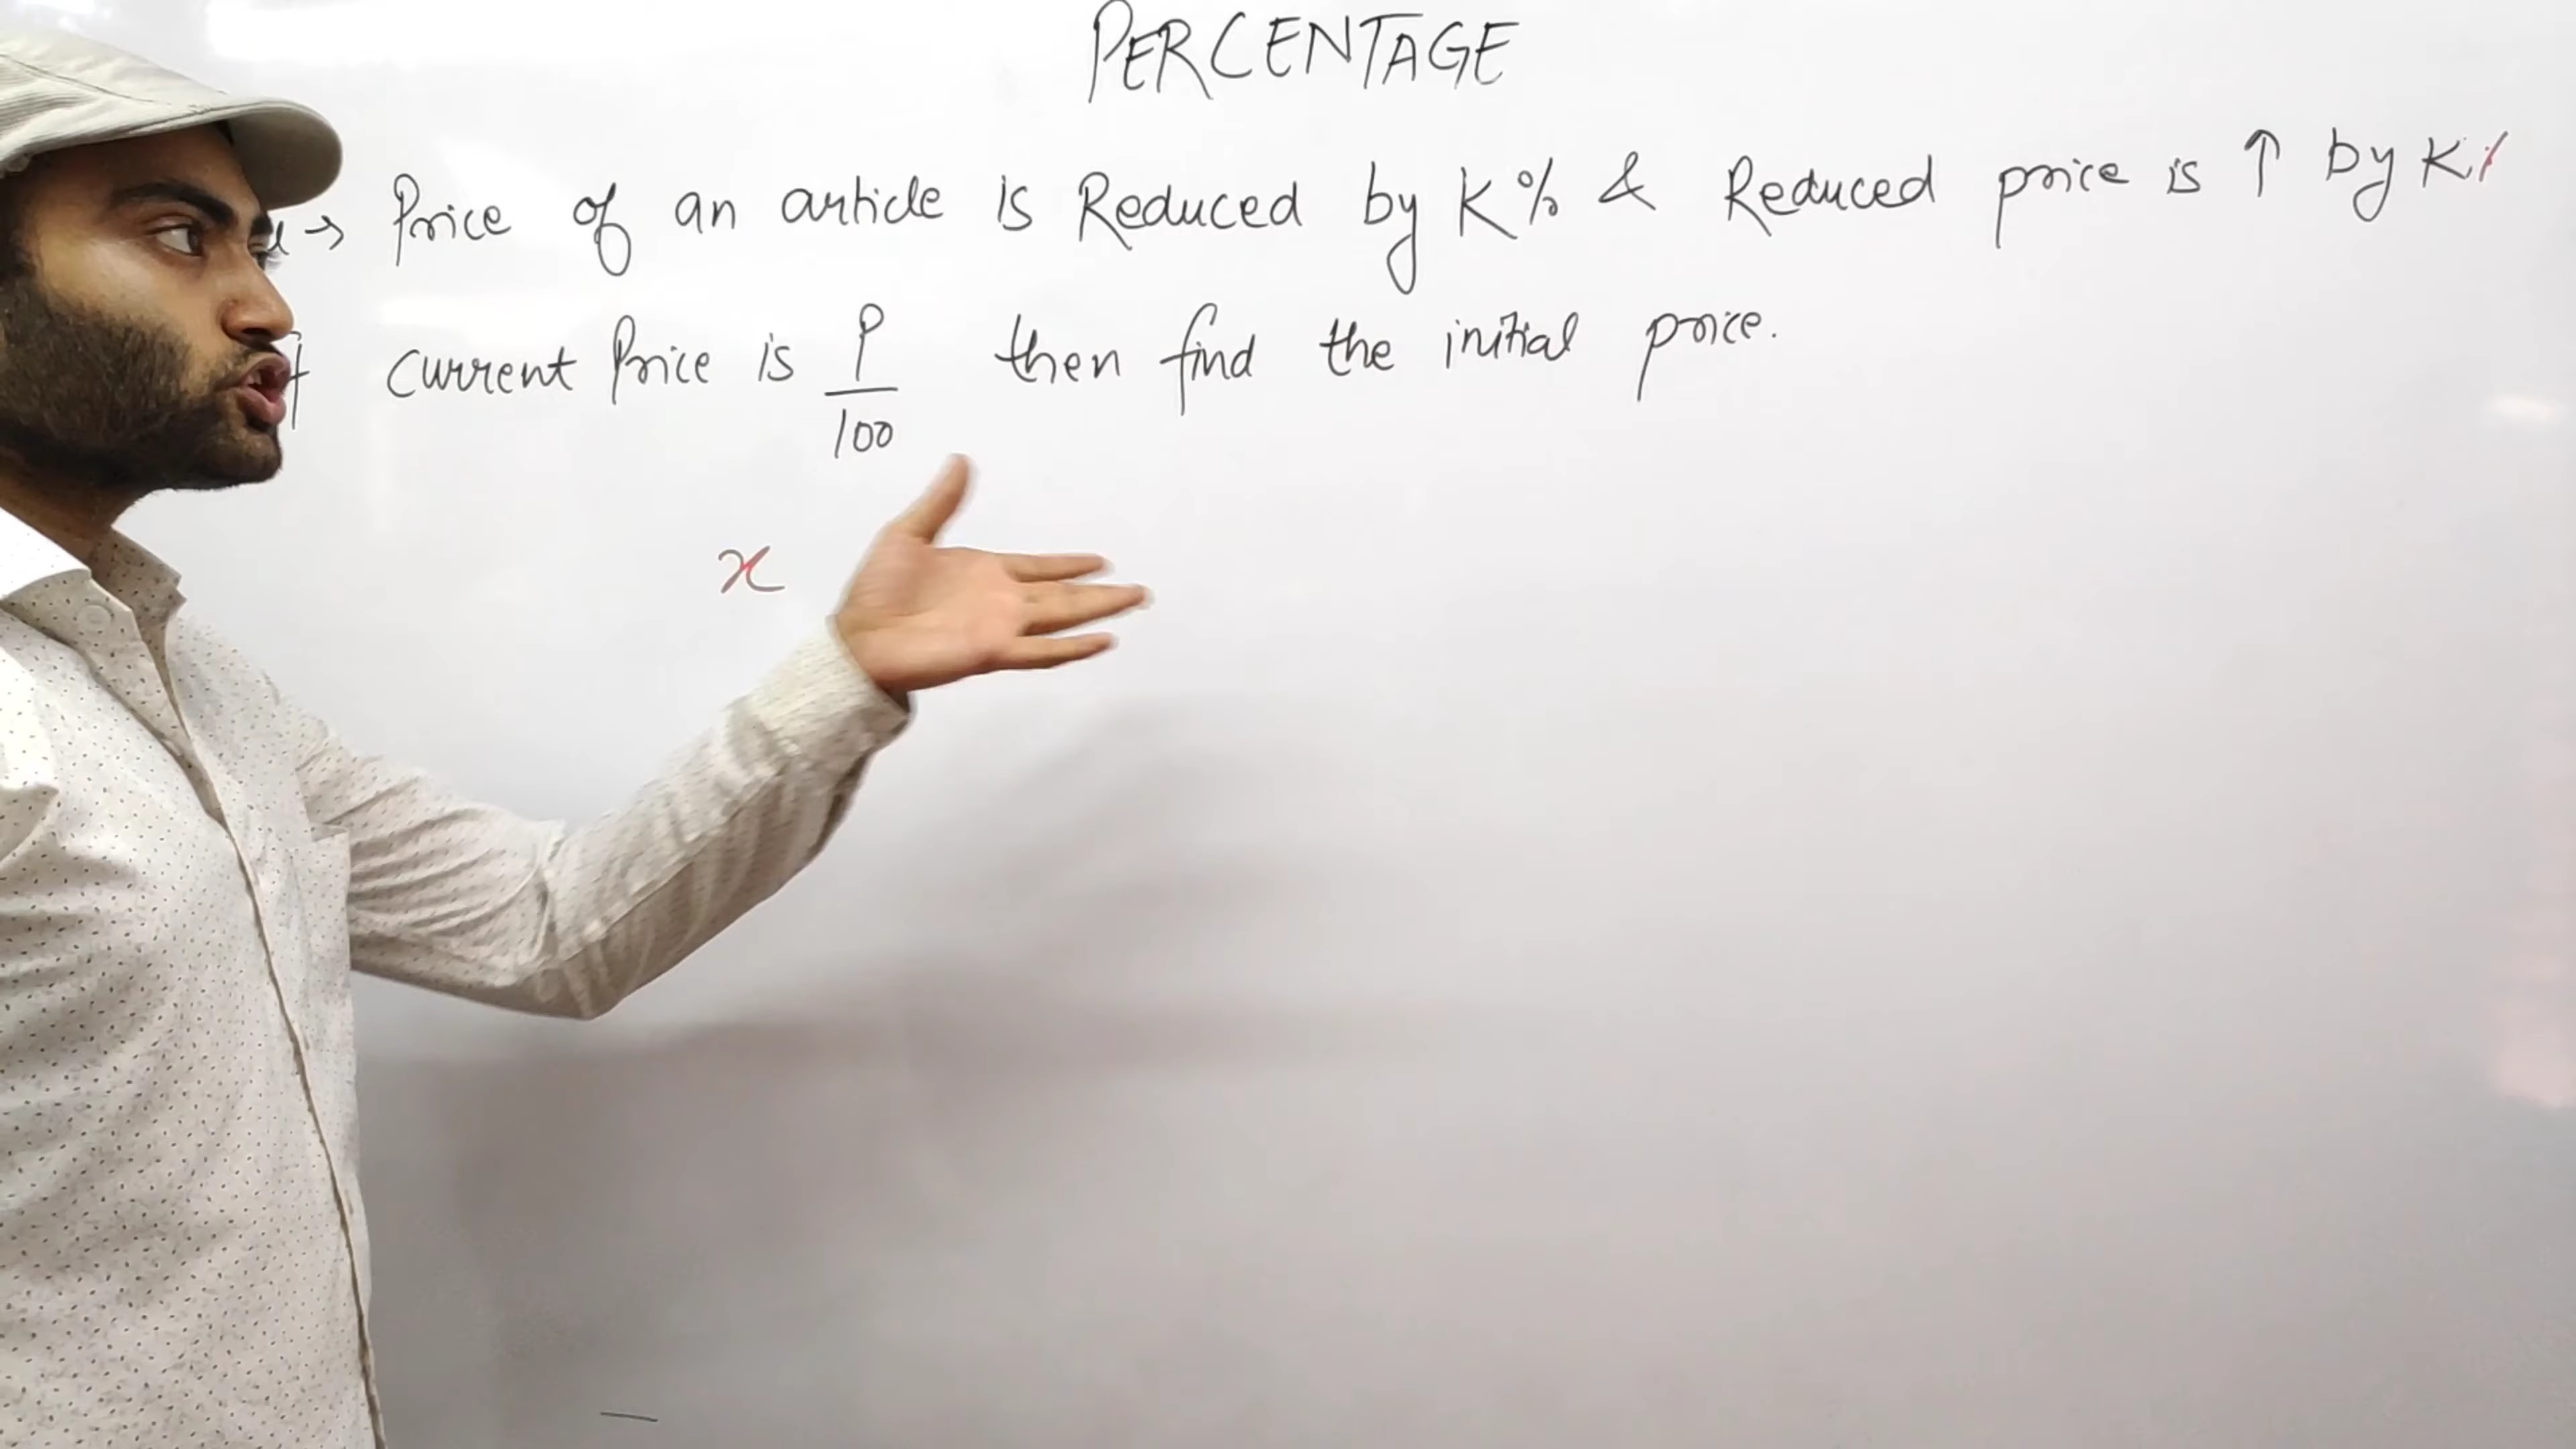 PERCENTAGE
→ Price of an article is Reduced by K% & Reduced price is ↑ by K%
current Price is P/100 then find the initial price.
x